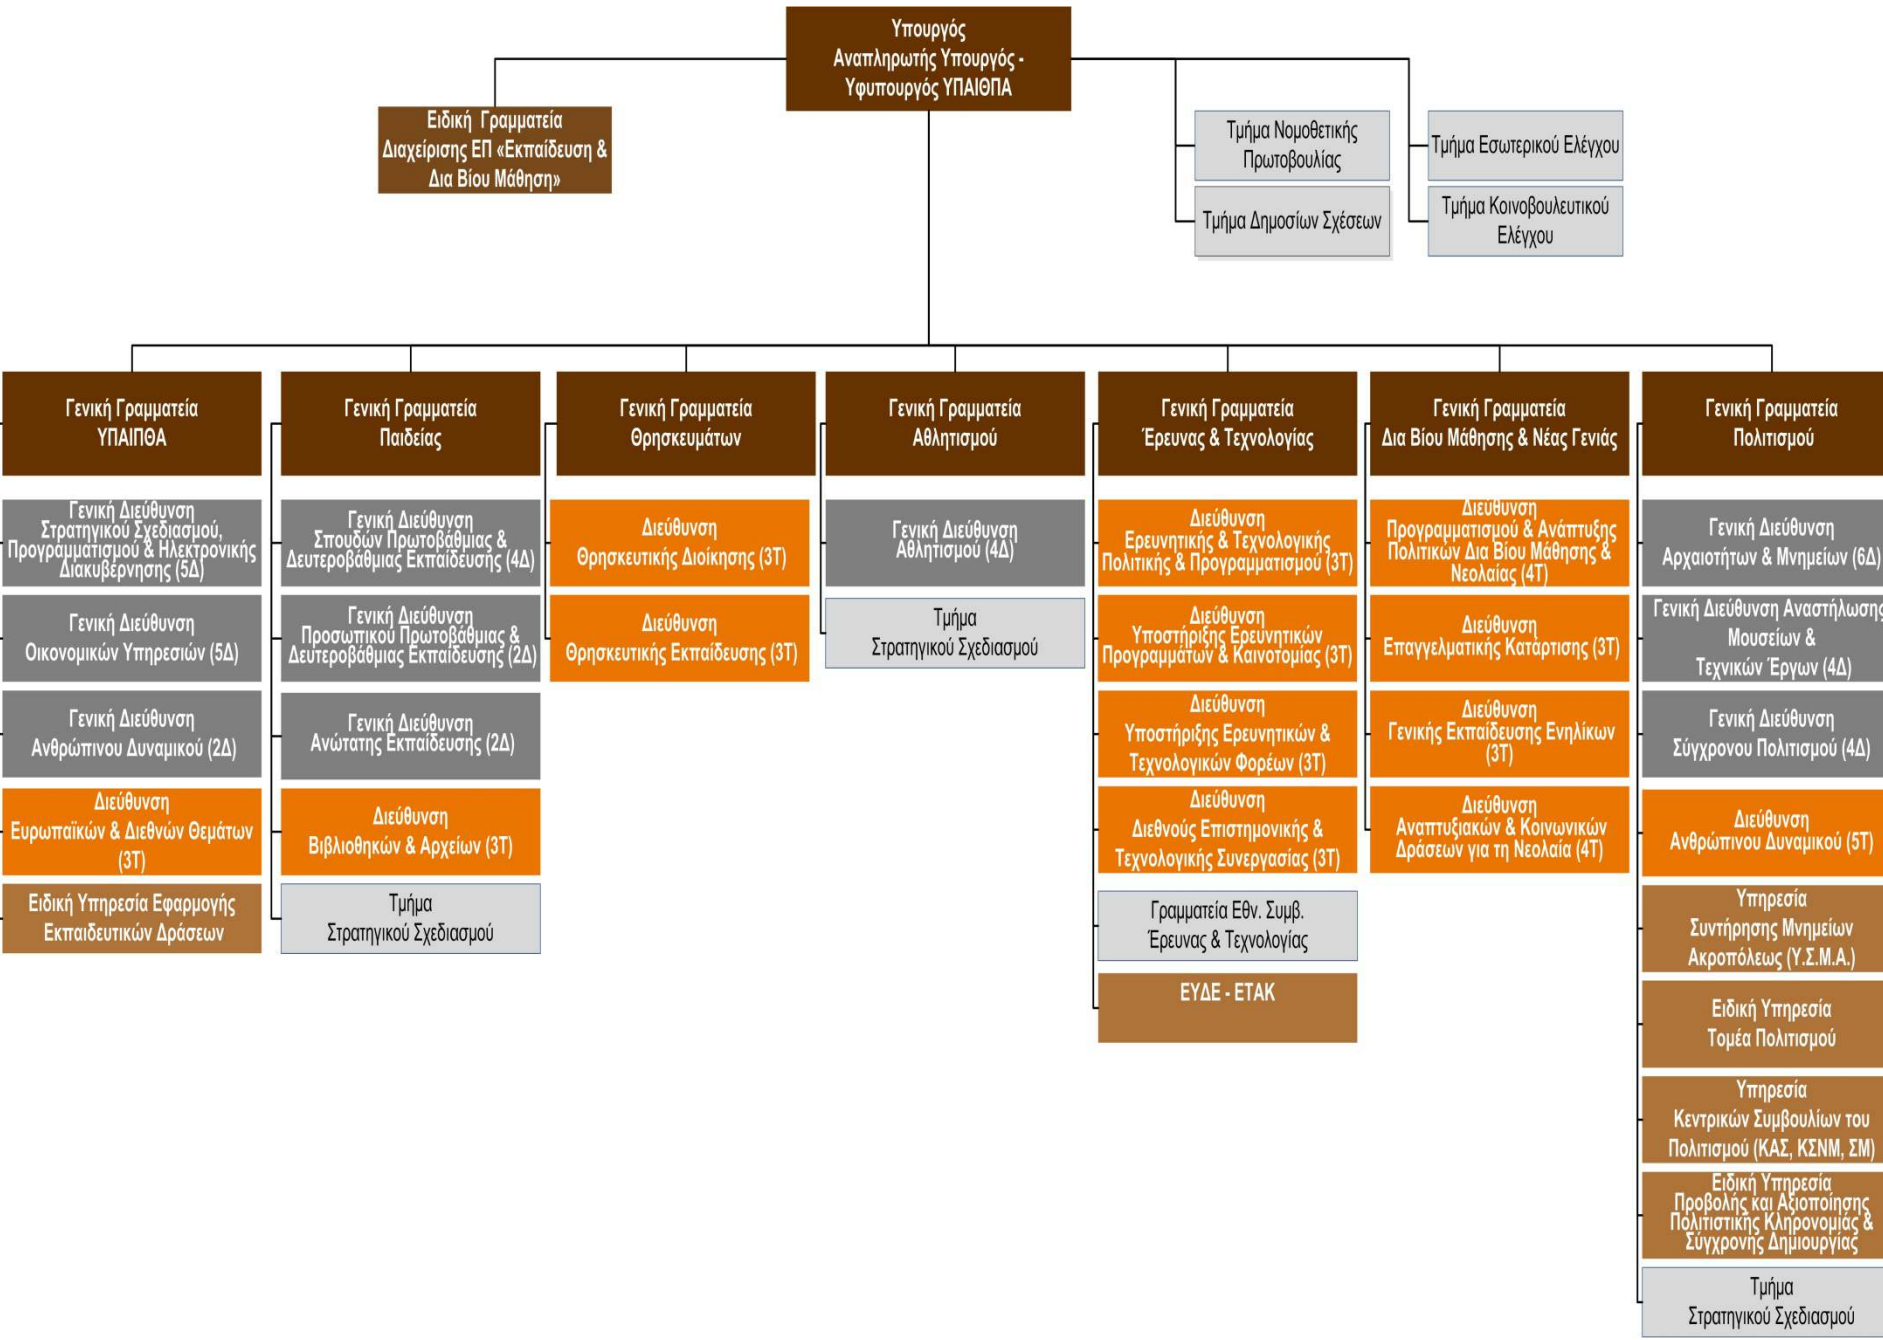 Υπουργός
Αναπληρωτής Υπουργός -
Υφυπουργός ΥΠΑΙΘΠΑ
Ειδική Γραμματεία
Διαχείρισης ΕΠ «Εκπαίδευση &
Δια Βίου Μάθηση»
Τμήμα Νομοθετικής
Πρωτοβουλίας
Τμήμα Εσωτερικού Ελέγχου
Τμήμα Δημοσίων Σχέσεων
Τμήμα Κοινοβουλευτικού
Ελέγχου
Γενική Γραμματεία
ΥΠΑΙΠΘΑ
Γενική Διεύθυνση
Στρατηγικού Σχεδιασμού,
Προγραμματισμού & Ηλεκτρονικής
Διακυβέρνησης (5Δ)
Γενική Διεύθυνση
Οικονομικών Υπηρεσιών (5Δ)
Γενική Διεύθυνση
Ανθρώπινου Δυναμικού (2Δ)
Διεύθυνση
Ευρωπαϊκών & Διεθνών Θεμάτων
(3Τ)
Ειδική Υπηρεσία Εφαρμογής
Εκπαιδευτικών Δράσεων
Γενική Γραμματεία
Παιδείας
Γενική Διεύθυνση
Σπουδών Πρωτοβάθμιας &
Δευτεροβάθμιας Εκπαίδευσης (4Δ)
Γενική Διεύθυνση
Προσωπικού Πρωτοβάθμιας &
Δευτεροβάθμιας Εκπαίδευσης (2Δ)
Γενική Διεύθυνση
Ανώτατης Εκπαίδευσης (2Δ)
Διεύθυνση
Βιβλιοθηκών & Αρχείων (3Τ)
Τμήμα
Στρατηγικού Σχεδιασμού
Γενική Γραμματεία
Θρησκευμάτων
Διεύθυνση
Θρησκευτικής Διοίκησης (3Τ)
Διεύθυνση
Θρησκευτικής Εκπαίδευσης (3Τ)
Γενική Γραμματεία
Αθλητισμού
Γενική Διεύθυνση
Αθλητισμού (4Δ)
Τμήμα
Στρατηγικού Σχεδιασμού
Γενική Γραμματεία
Έρευνας & Τεχνολογίας
Διεύθυνση
Ερευνητικής & Τεχνολογικής
Πολιτικής & Προγραμματισμού (3Τ)
Διεύθυνση
Υποστήριξης Ερευνητικών
Προγραμμάτων & Καινοτομίας (3Τ)
Διεύθυνση
Υποστήριξης Ερευνητικών &
Τεχνολογικών Φορέων (3Τ)
Διεύθυνση
Διεθνούς Επιστημονικής &
Τεχνολογικής Συνεργασίας (3Τ)
Γραμματεία Εθν. Συμβ.
Έρευνας & Τεχνολογίας
ΕΥΔΕ - ΕΤΑΚ
Γενική Γραμματεία
Δια Βίου Μάθησης & Νέας Γενιάς
Διεύθυνση
Προγραμματισμού & Ανάπτυξης
Πολιτικών Δια Βίου Μάθησης &
Νεολαίας (4Τ)
Διεύθυνση
Επαγγελματικής Κατάρτισης (3Τ)
Διεύθυνση
Γενικής Εκπαίδευσης Ενηλίκων
(3Τ)
Διεύθυνση
Αναπτυξιακών & Κοινωνικών
Δράσεων για τη Νεολαία (4Τ)
Γενική Γραμματεία
Πολιτισμού
Γενική Διεύθυνση
Αρχαιοτήτων & Μνημείων (6Δ)
Γενική Διεύθυνση Αναστήλωσης
Μουσείων &
Τεχνικών Έργων (4Δ)
Γενική Διεύθυνση
Σύγχρονου Πολιτισμού (4Δ)
Διεύθυνση
Ανθρώπινου Δυναμικού (5Τ)
Υπηρεσία
Συντήρησης Μνημείων
Ακροπόλεως (Υ.Σ.Μ.Α.)
Ειδική Υπηρεσία
Τομέα Πολιτισμού
Υπηρεσία
Κεντρικών Συμβουλίων του
Πολιτισμού (ΚΑΣ, ΚΣΝΜ, ΣΜ)
Ειδική Υπηρεσία
Προβολής και Αξιοποίησης
Πολιτιστικής Κληρονομιάς &
Σύγχρονης Δημιουργίας
Τμήμα
Στρατηγικού Σχεδιασμού